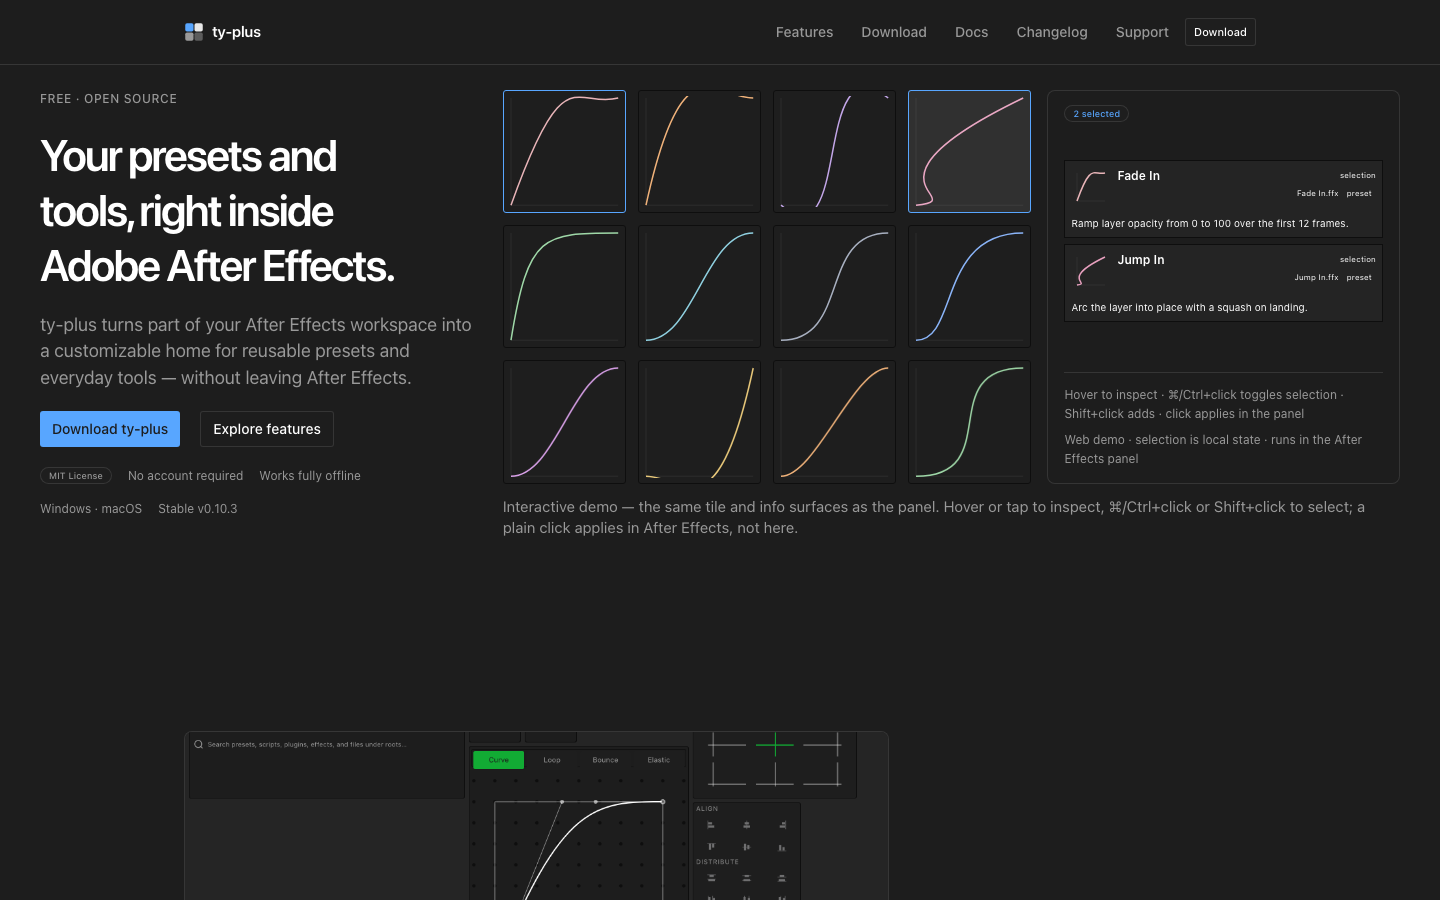 ty-plus
Features
Download
Docs
Changelog
Support
Download
FREE · OPEN SOURCE
Your presets and
tools, right inside
Adobe After Effects.
ty-plus turns part of your After Effects workspace into
a customizable home for reusable presets and
everyday tools — without leaving After Effects.
Download ty-plus
Explore features
MIT License
No account required
Works fully offline
Windows · macOS
Stable v0.10.3
2 selected
Fade In
selection
Fade In.ffx
preset
Ramp layer opacity from 0 to 100 over the first 12 frames.
Jump In
selection
Jump In.ffx
preset
Arc the layer into place with a squash on landing.
Hover to inspect · ⌘/Ctrl+click toggles selection ·
Shift+click adds · click applies in the panel
Web demo · selection is local state · runs in the After
Effects panel
Interactive demo — the same tile and info surfaces as the panel. Hover or tap to inspect, ⌘/Ctrl+click or Shift+click to select; a
plain click applies in After Effects, not here.
Search presets, scripts, plugins, effects, and files under roots...
Curve
Loop
Bounce
Elastic
ALIGN
DISTRIBUTE